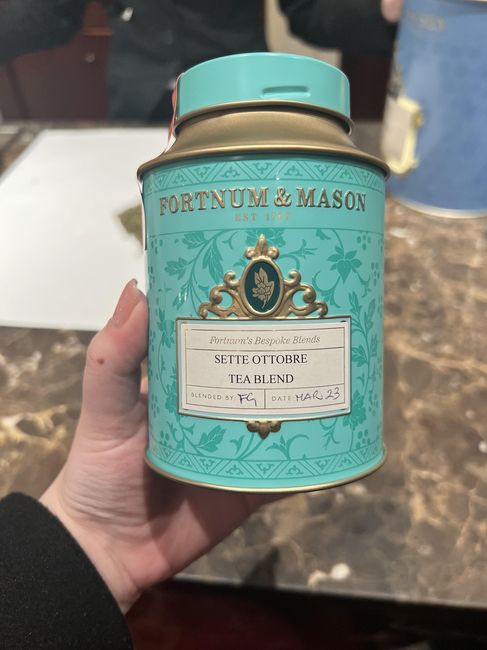 FORTNUM & MASON
EST 1707
Fortnum's Bespoke Blends
SETTE OTTOBRE
TEA BLEND
BLENDED BY: FG DATE: MAR 23